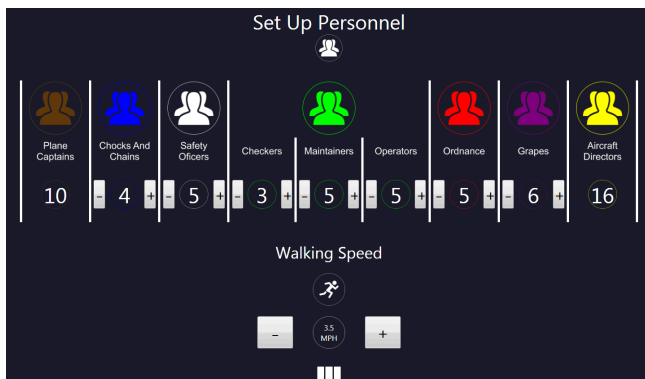 Set Up Personnel
Plane Captains
Chocks And Chains
Safety Oficers
Checkers
Maintainers
Operators
Ordnance
Grapes
Aircraft Directors
10
- 4 +
- 5 +
- 3 +
- 5 +
- 5 +
- 5 +
- 6 +
16
Walking Speed
- 3.5 MPH +